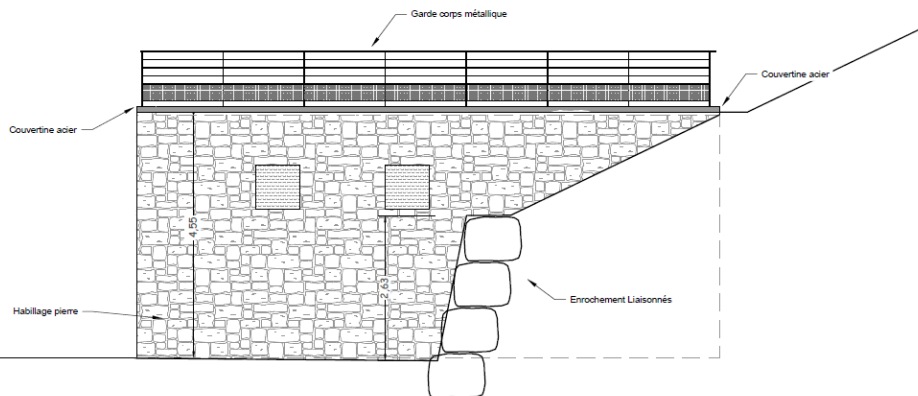 Garde corps métallique
Couvertine acier
Couvertine acier
4,55
2,63
Enrochement Liaisonnés
Habillage pierre